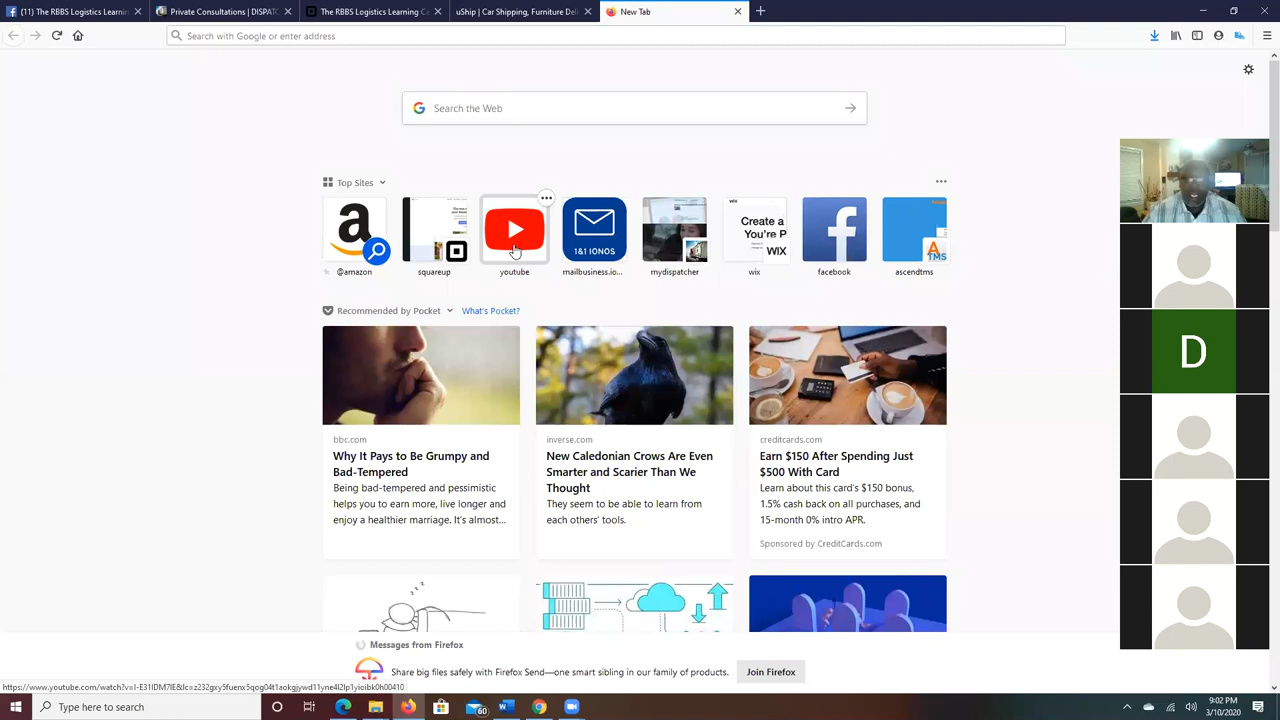 (11) The RBBS Logistics Learnin
Private Consultations | DISPATC
The RBBS Logistics Learning Ce
uShip | Car Shipping, Furniture Deli
New Tab
Search with Google or enter address
Search the Web
Top Sites
1&1 IONOS
Create a
You're P
WIX
TMS
@amazon
squareup
youtube
mailbusiness.io...
mydispatcher
wix
facebook
ascendtms
Recommended by Pocket
What's Pocket?
D
bbc.com
Why It Pays to Be Grumpy and
Bad-Tempered
Being bad-tempered and pessimistic
helps you to earn more, live longer and
enjoy a healthier marriage. It's almost...
inverse.com
New Caledonian Crows Are Even
Smarter and Scarier Than We
Thought
They seem to be able to learn from
each others' tools.
creditcards.com
Earn $150 After Spending Just
$500 With Card
Learn about this card's $150 bonus,
1.5% cash back on all purchases, and
15-month 0% intro APR.
Sponsored by CreditCards.com
Messages from Firefox
Share big files safely with Firefox Send—one smart sibling in our family of products.
Join Firefox
Type here to search
60
9:02 PM
3/10/2020